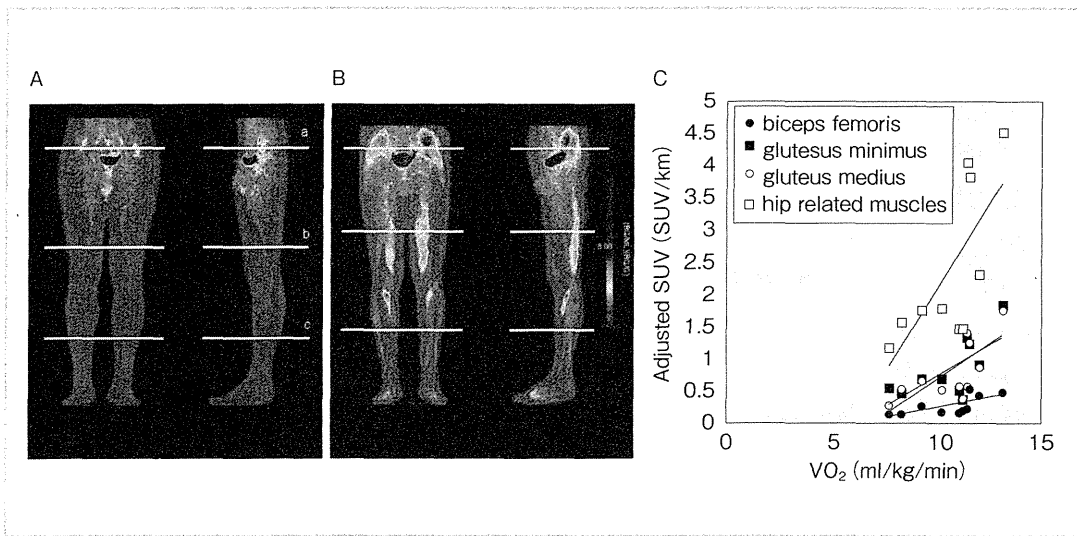 A
B
C
a
b
c
5
4.5
4
3.5
3
2.5
2
1.5
1
0.5
0
Adjusted SUV (SUV/km)
biceps femoris
glutesus minimus
gluteus medius
hip related muscles
0
5
10
15
VO₂ (ml/kg/min)